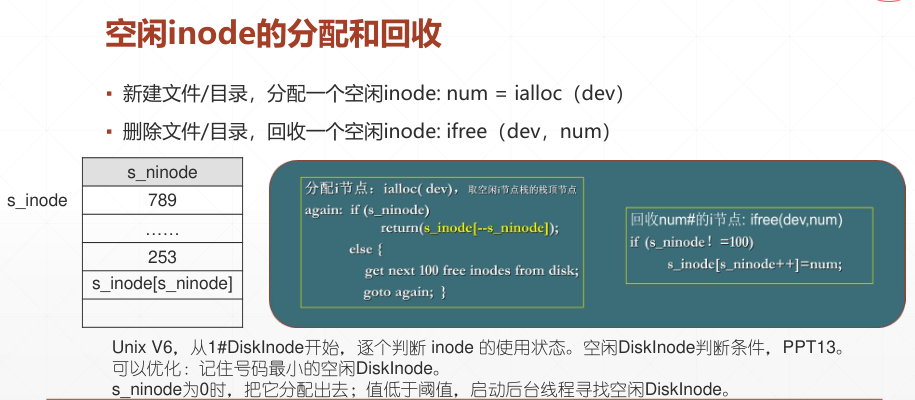 空闲inode的分配和回收
▪ 新建文件/目录，分配一个空闲inode: num = ialloc（dev）
▪ 删除文件/目录，回收一个空闲inode: ifree（dev，num）
s_inode
s_ninode
789
……
253
s_inode[s_ninode]
分配i节点：ialloc( dev)，取空闲i节点栈的栈顶节点
again: if (s_ninode)
return(s_inode[--s_ninode]);
else {
get next 100 free inodes from disk;
goto again; }
回收num#的i节点: ifree(dev,num)
if (s_ninode！=100)
s_inode[s_ninode++]=num;
Unix V6，从1#DiskInode开始，逐个判断 inode 的使用状态。空闲DiskInode判断条件，PPT13。
可以优化：记住号码最小的空闲DiskInode。
s_ninode为0时，把它分配出去；值低于阈值，启动后台线程寻找空闲DiskInode。